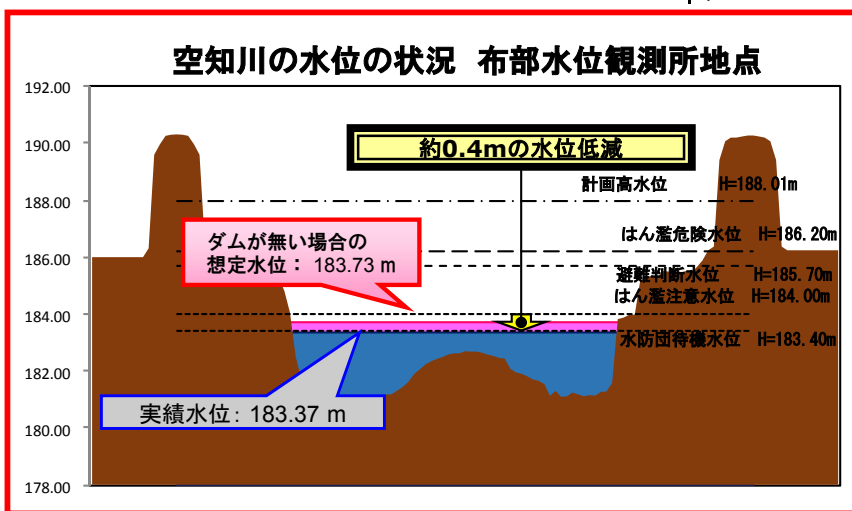 空知川の水位の状況 布部水位観測所地点
192.00
190.00
188.00
186.00
184.00
182.00
180.00
178.00
約0.4mの水位低減
計画高水位 H=188.01m
はん濫危険水位 H=186.20m
ダムが無い場合の
想定水位： 183.73 m
避難判断水位 H=185.70m
はん濫注意水位 H=184.00m
水防団待機水位 H=183.40m
実績水位： 183.37 m